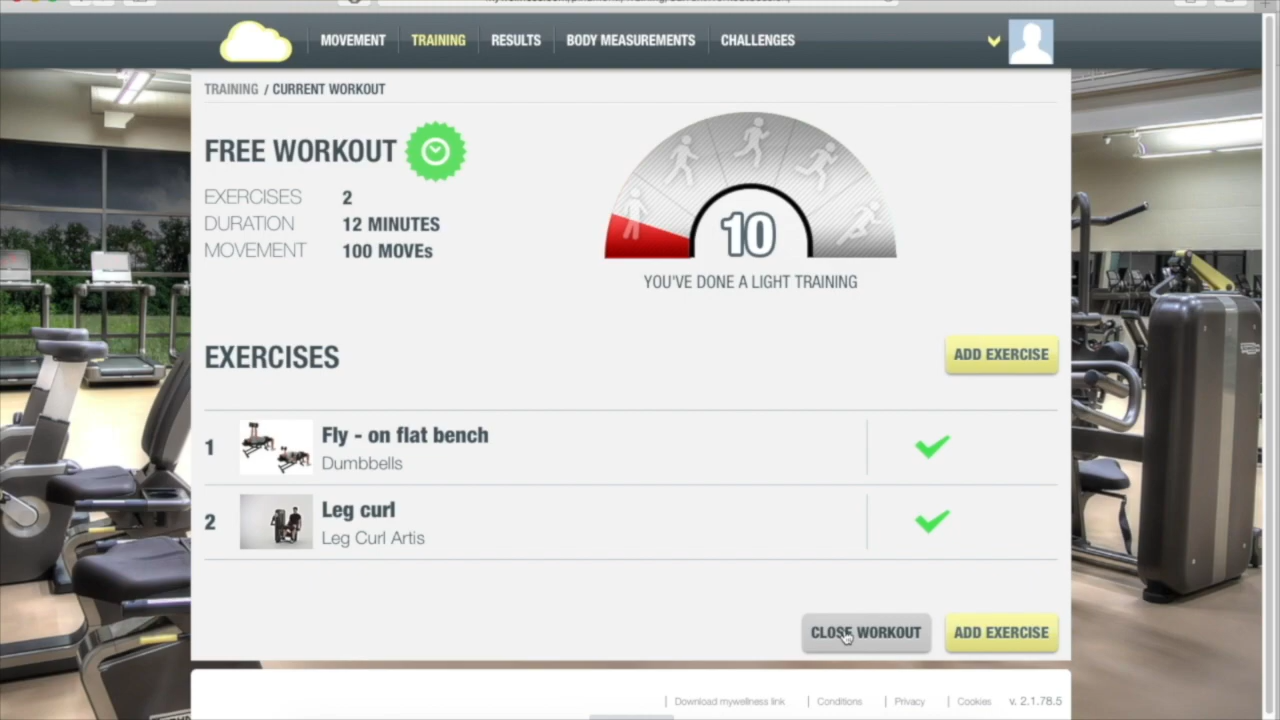 MOVEMENT TRAINING RESULTS BODY MEASUREMENTS CHALLENGES
TRAINING / CURRENT WORKOUT
FREE WORKOUT
EXERCISES 2
DURATION 12 MINUTES
MOVEMENT 100 MOVEs
10
YOU'VE DONE A LIGHT TRAINING
EXERCISES
ADD EXERCISE
1 Fly - on flat bench
Dumbbells
2 Leg curl
Leg Curl Artis
CLOSE WORKOUT ADD EXERCISE
Download mywellness link Conditions Privacy Cookies v. 2.1.78.5